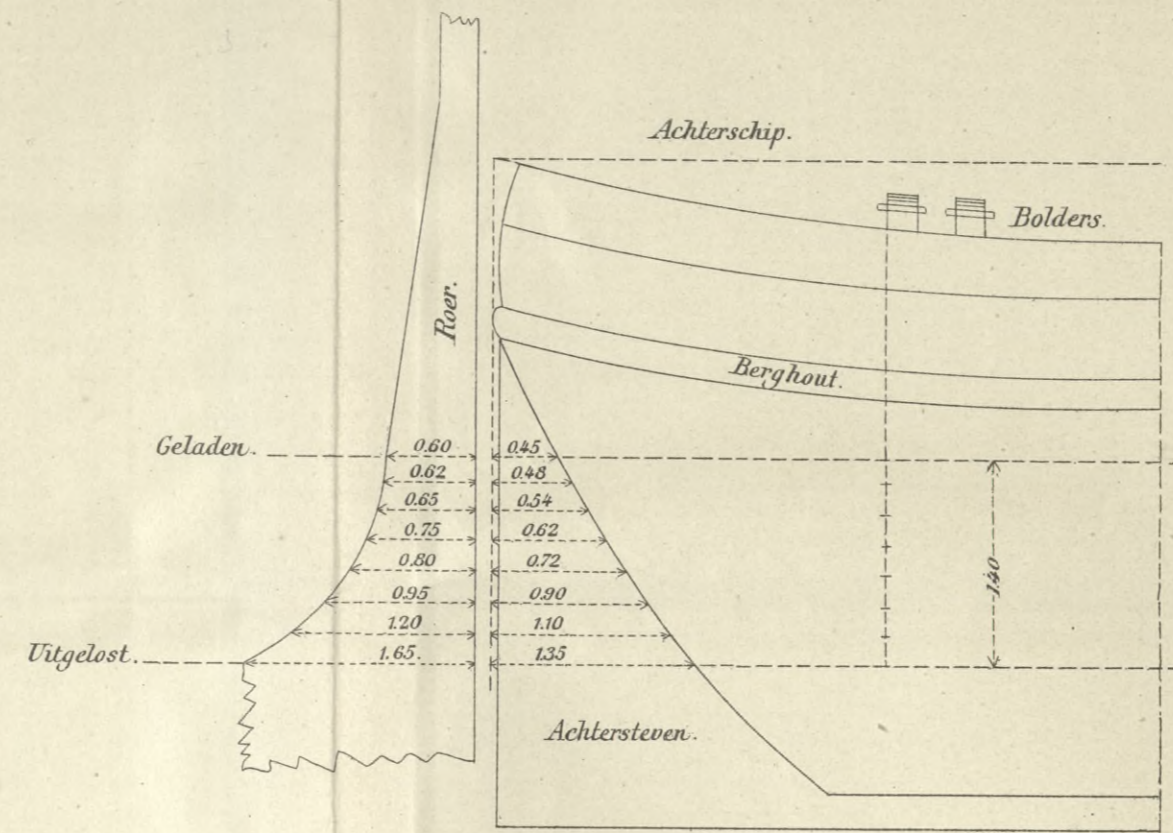 Achterschip.
Bolders.
Roer.
Berghout.
Geladen.
0.60 0.45
0.62 0.48
0.65 0.54
0.75 0.62
0.80 0.72
0.95 0.90
1.20 1.10
Uitgelost.
1.65. 1.35
1.40
Achtersteven.